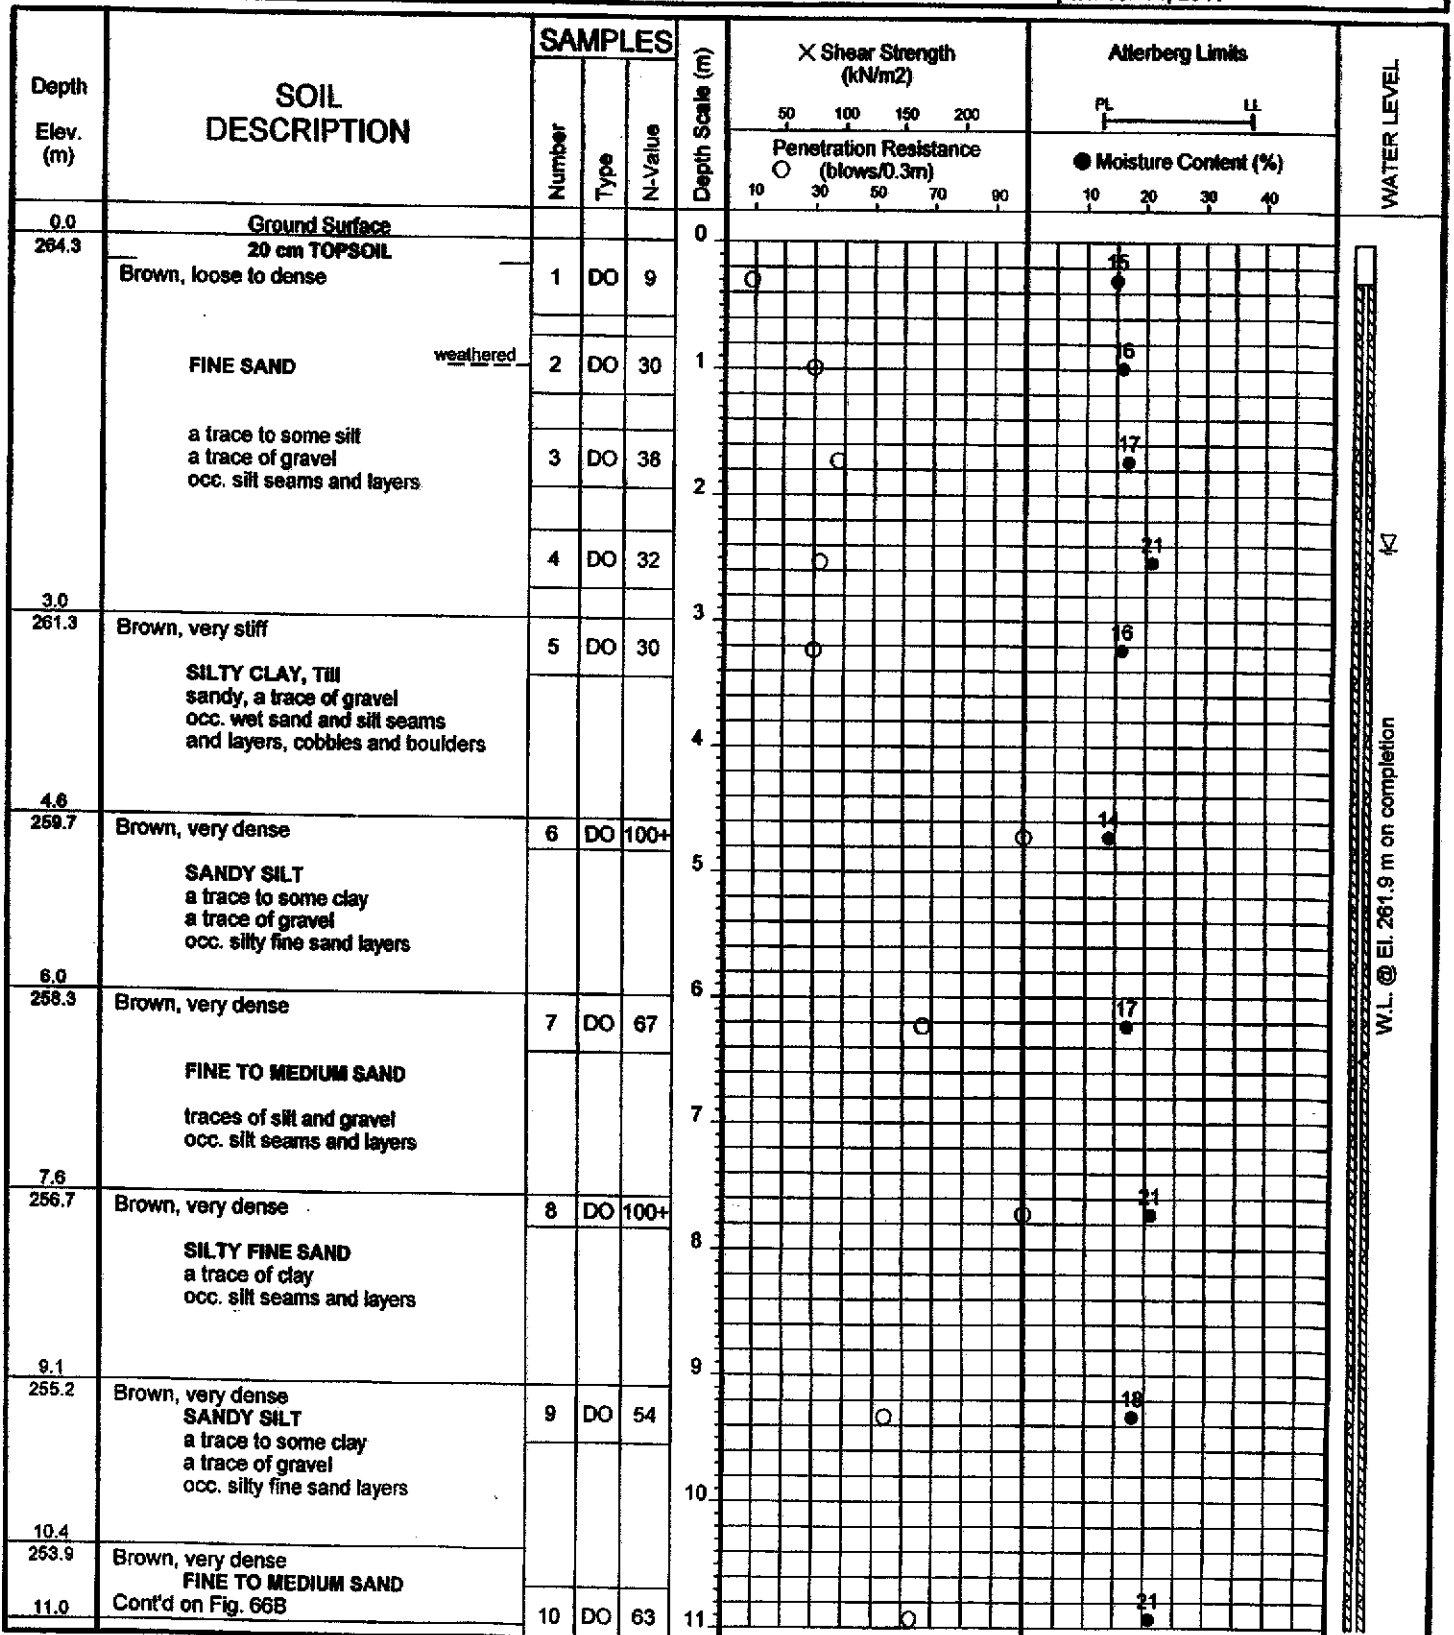 SAMPLES
Depth
Elev.
(m)
SOIL
DESCRIPTION
Number
Type
N-Value
Depth Scale (m)
× Shear Strength
(kN/m2)
50 100 150 200
Penetration Resistance
(blows/0.3m)
10 30 50 70 90
Atterberg Limits
PL LL
Moisture Content (%)
10 20 30 40
WATER LEVEL
0.0 Ground Surface 0
264.3 20 cm TOPSOIL
Brown, loose to dense 1 DO 9 15
FINE SAND weathered 2 DO 30 1 16
a trace to some silt
a trace of gravel 3 DO 38 17
occ. silt seams and layers
2
4 DO 32 21
3.0 3
261.3 Brown, very stiff
5 DO 30 16
SILTY CLAY, Till
sandy, a trace of gravel
occ. wet sand and silt seams
and layers, cobbles and boulders 4
4.6
259.7 Brown, very dense 6 DO 100+ 14
SANDY SILT 5
a trace to some clay
a trace of gravel
occ. silty fine sand layers
6.0 6
258.3 Brown, very dense
7 DO 67 17
FINE TO MEDIUM SAND
traces of silt and gravel 7
occ. silt seams and layers
7.6
256.7 Brown, very dense 8 DO 100+ 21
SILTY FINE SAND 8
a trace of clay
occ. silt seams and layers
9.1 9
255.2 Brown, very dense
SANDY SILT 9 DO 54 18
a trace to some clay
a trace of gravel
occ. silty fine sand layers 10
10.4
253.9 Brown, very dense
FINE TO MEDIUM SAND
11.0 Cont'd on Fig. 66B 10 DO 63 11 21
W.L. @ El. 261.9 m on completion